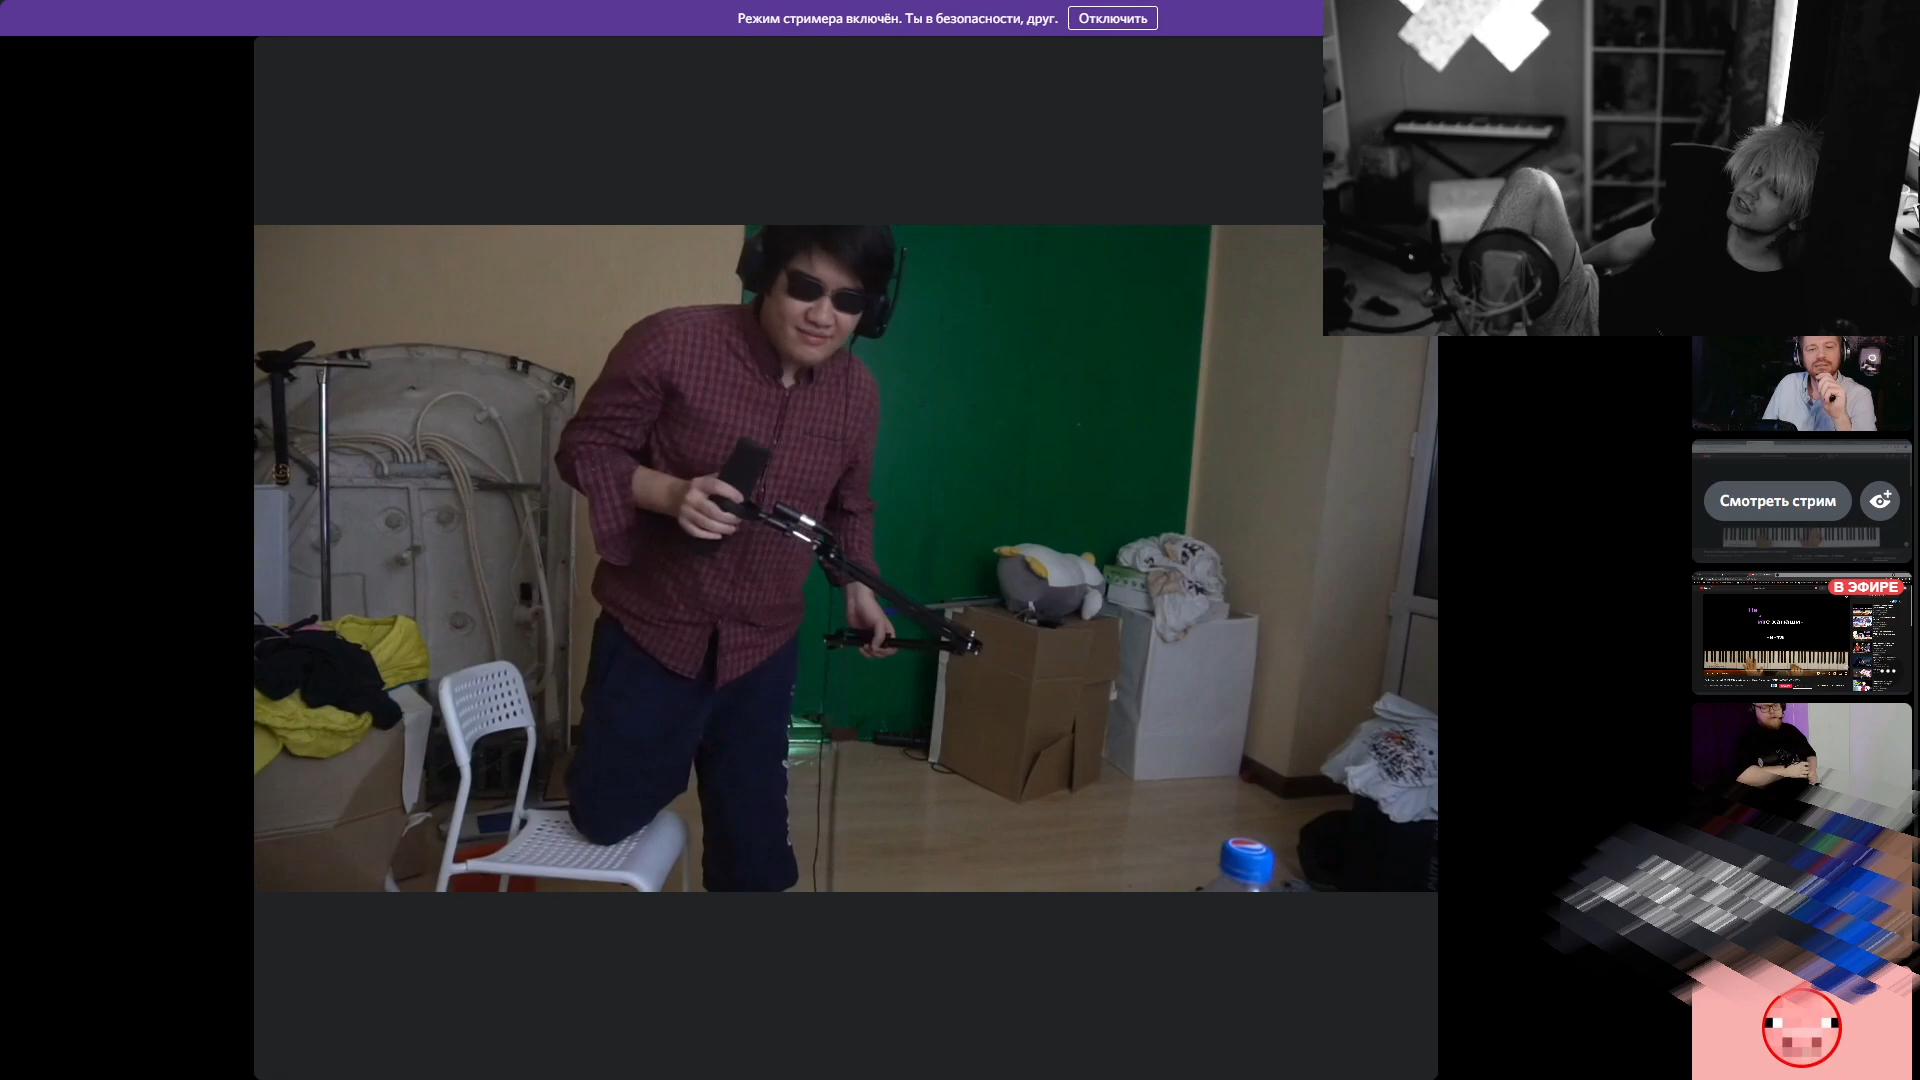 Режим стримера включён. Ты в безопасности, друг.
Отключить
Смотреть стрим
В ЭФИРЕ